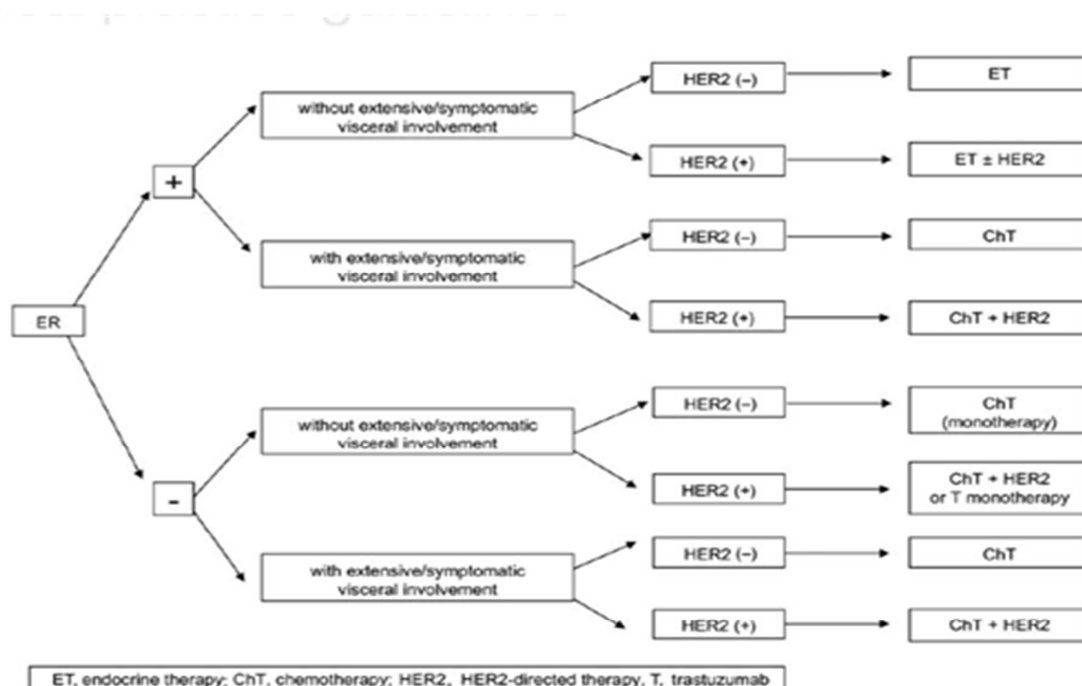 without extensive/symptomatic
visceral involvement
HER2 (–)
ET
HER2 (+)
ET ± HER2
+
with extensive/symptomatic
visceral involvement
HER2 (–)
ChT
HER2 (+)
ChT + HER2
ER
-
without extensive/symptomatic
visceral involvement
HER2 (–)
ChT
(monotherapy)
HER2 (+)
ChT + HER2
or T monotherapy
with extensive/symptomatic
visceral involvement
HER2 (–)
ChT
HER2 (+)
ChT + HER2
ET, endocrine therapy; ChT, chemotherapy; HER2, HER2-directed therapy, T, trastuzumab